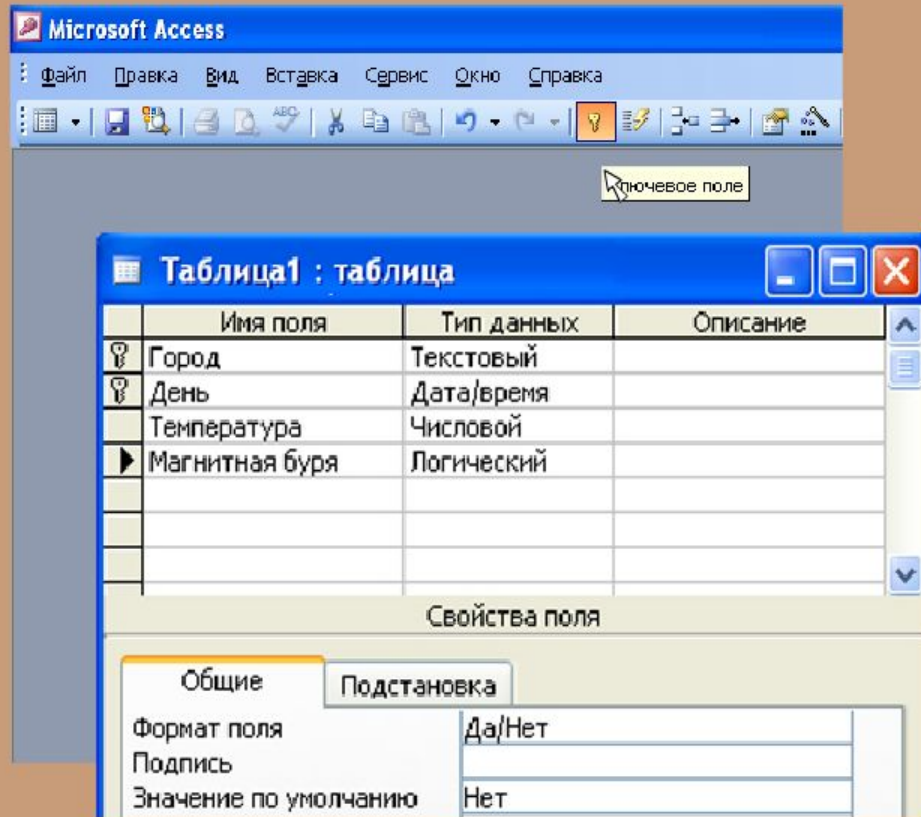 Microsoft Access
Файл Правка Вид Вставка Сервис Окно Справка
ABC
Ключевое поле
Таблица1 : таблица
Имя поля Тип данных Описание
Город Текстовый
День Дата/время
Температура Числовой
Магнитная буря Логический
Свойства поля
Общие Подстановка
Формат поля Да/Нет
Подпись
Значение по умолчанию Нет